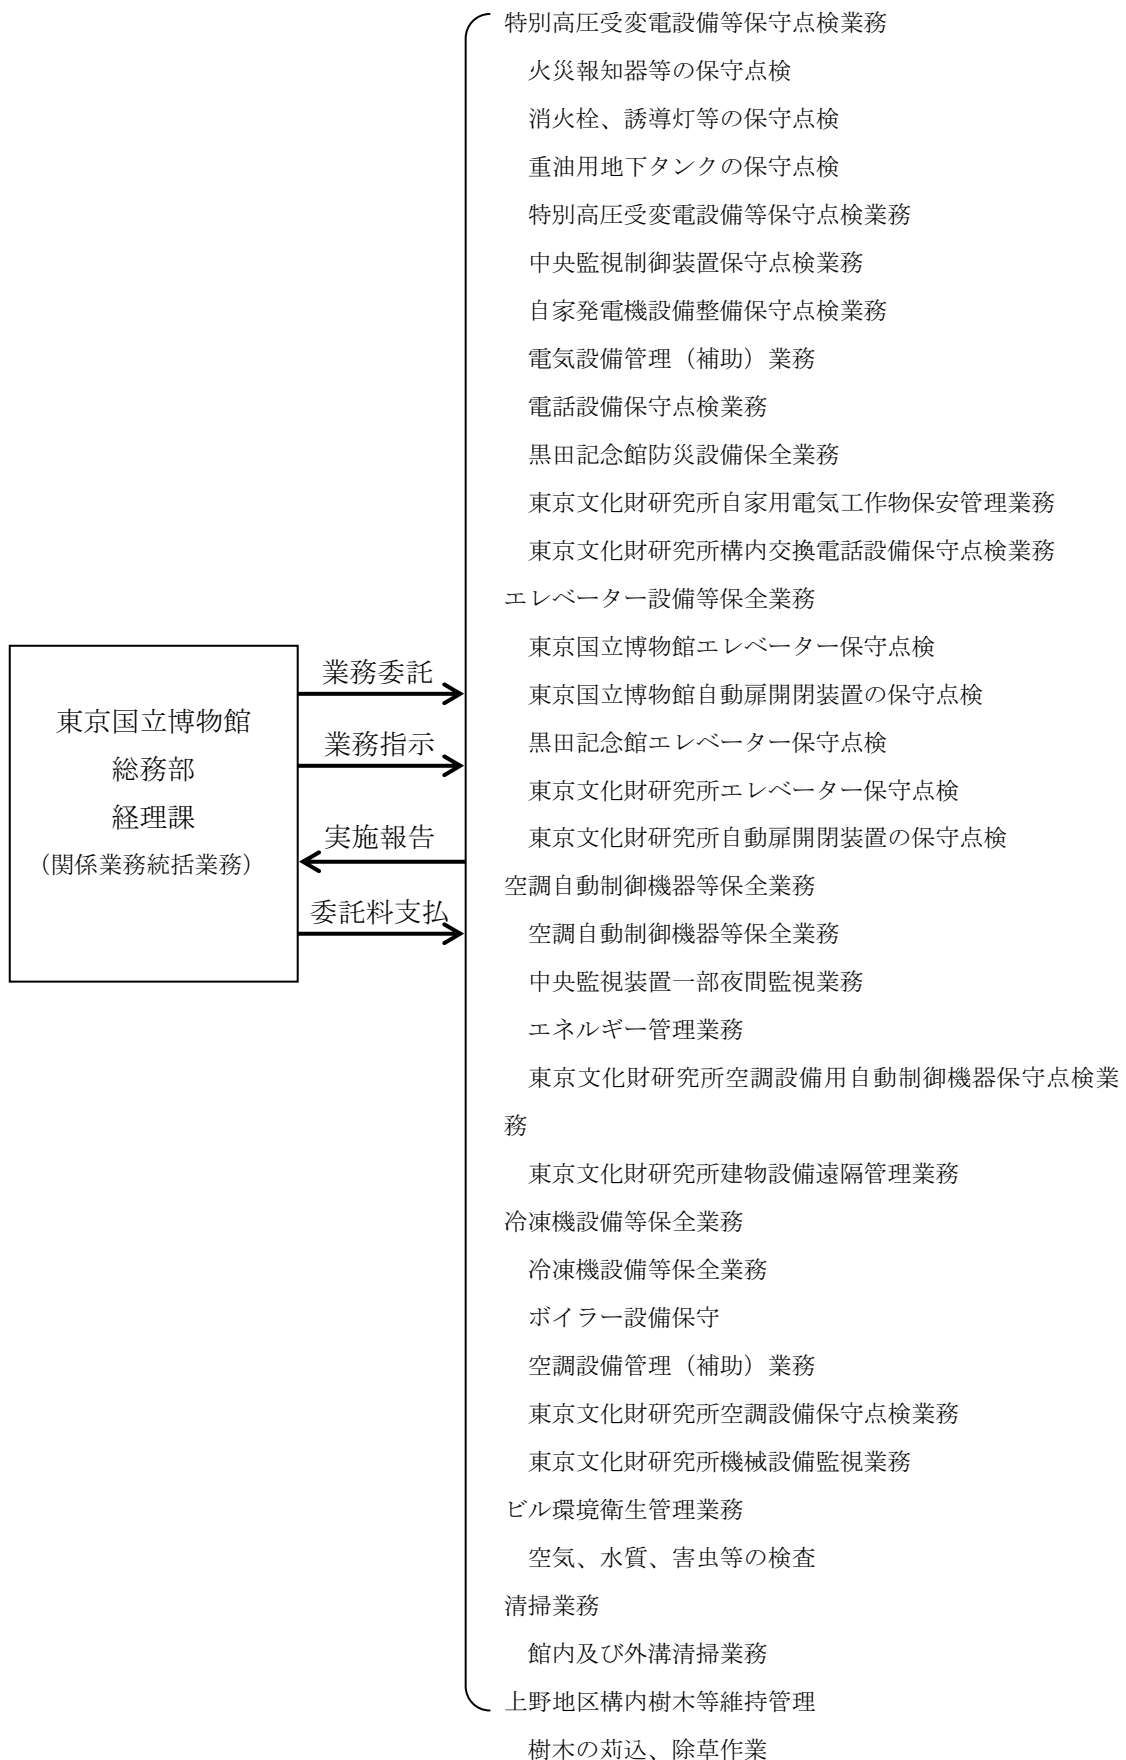 東京国立博物館
総務部
経理課
（関係業務統括業務）
業務委託
業務指示
実施報告
委託料支払
特別高圧受変電設備等保守点検業務
火災報知器等の保守点検
消火栓、誘導灯等の保守点検
重油用地下タンクの保守点検
特別高圧受変電設備等保守点検業務
中央監視制御装置保守点検業務
自家発電機設備整備保守点検業務
電気設備管理（補助）業務
電話設備保守点検業務
黒田記念館防災設備保全業務
東京文化財研究所自家用電気工作物保安管理業務
東京文化財研究所構内交換電話設備保守点検業務
エレベーター設備等保全業務
東京国立博物館エレベーター保守点検
東京国立博物館自動扉開閉装置の保守点検
黒田記念館エレベーター保守点検
東京文化財研究所エレベーター保守点検
東京文化財研究所自動扉開閉装置の保守点検
空調自動制御機器等保全業務
空調自動制御機器等保全業務
中央監視装置一部夜間監視業務
エネルギー管理業務
東京文化財研究所空調設備用自動制御機器保守点検業
務
東京文化財研究所建物設備遠隔管理業務
冷凍機設備等保全業務
冷凍機設備等保全業務
ボイラー設備保守
空調設備管理（補助）業務
東京文化財研究所空調設備保守点検業務
東京文化財研究所機械設備監視業務
ビル環境衛生管理業務
空気、水質、害虫等の検査
清掃業務
館内及び外溝清掃業務
上野地区構内樹木等維持管理
樹木の苅込、除草作業